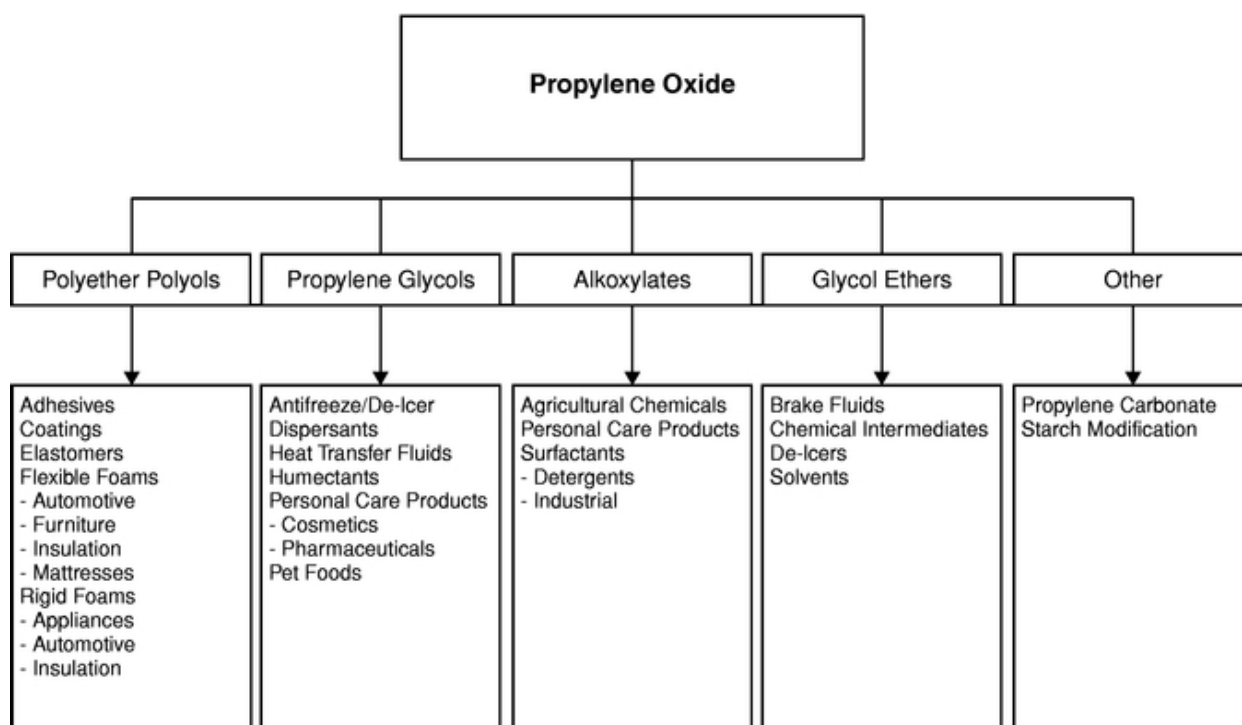 Propylene Oxide
Polyether Polyols
Propylene Glycols
Alkoxylates
Glycol Ethers
Other
Adhesives
Coatings
Elastomers
Flexible Foams
- Automotive
- Furniture
- Insulation
- Mattresses
Rigid Foams
- Appliances
- Automotive
- Insulation
Antifreeze/De-Icer
Dispersants
Heat Transfer Fluids
Humectants
Personal Care Products
- Cosmetics
- Pharmaceuticals
Pet Foods
Agricultural Chemicals
Personal Care Products
Surfactants
- Detergents
- Industrial
Brake Fluids
Chemical Intermediates
De-Icers
Solvents
Propylene Carbonate
Starch Modification